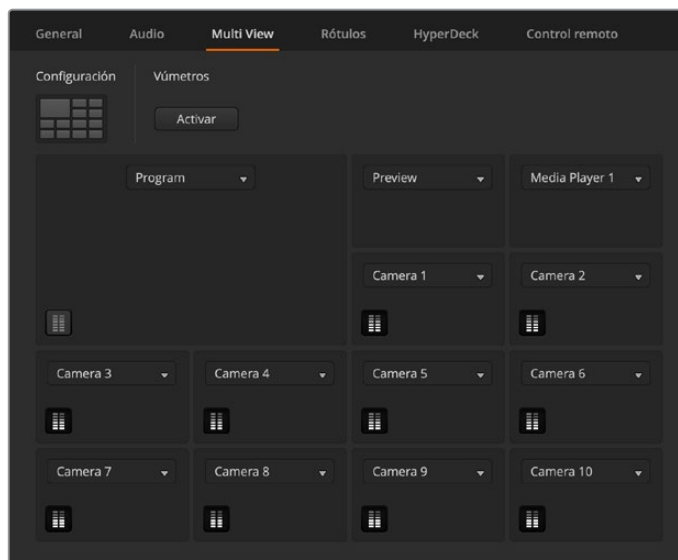 General Audio Multi View Rótulos HyperDeck Control remoto
Configuración Vúmetros
Activar
Program Preview Media Player 1
Camera 1 Camera 2
Camera 3 Camera 4 Camera 5 Camera 6
Camera 7 Camera 8 Camera 9 Camera 10